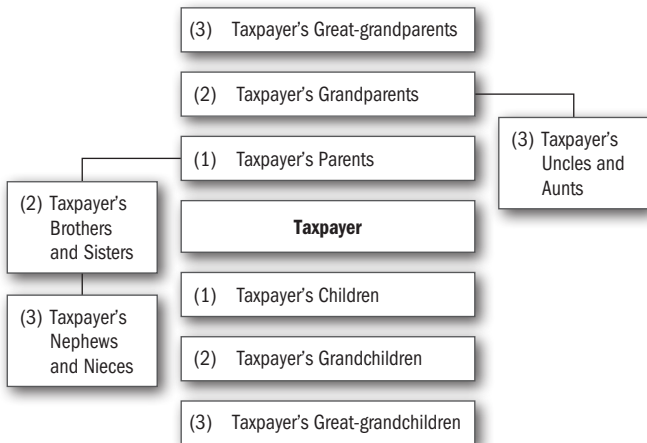 (3) Taxpayer’s Great-grandparents
(2) Taxpayer’s Grandparents
(3) Taxpayer’s
Uncles and
Aunts
(1) Taxpayer’s Parents
(2) Taxpayer’s
Brothers
and Sisters
Taxpayer
(1) Taxpayer’s Children
(3) Taxpayer’s
Nephews
and Nieces
(2) Taxpayer’s Grandchildren
(3) Taxpayer’s Great-grandchildren